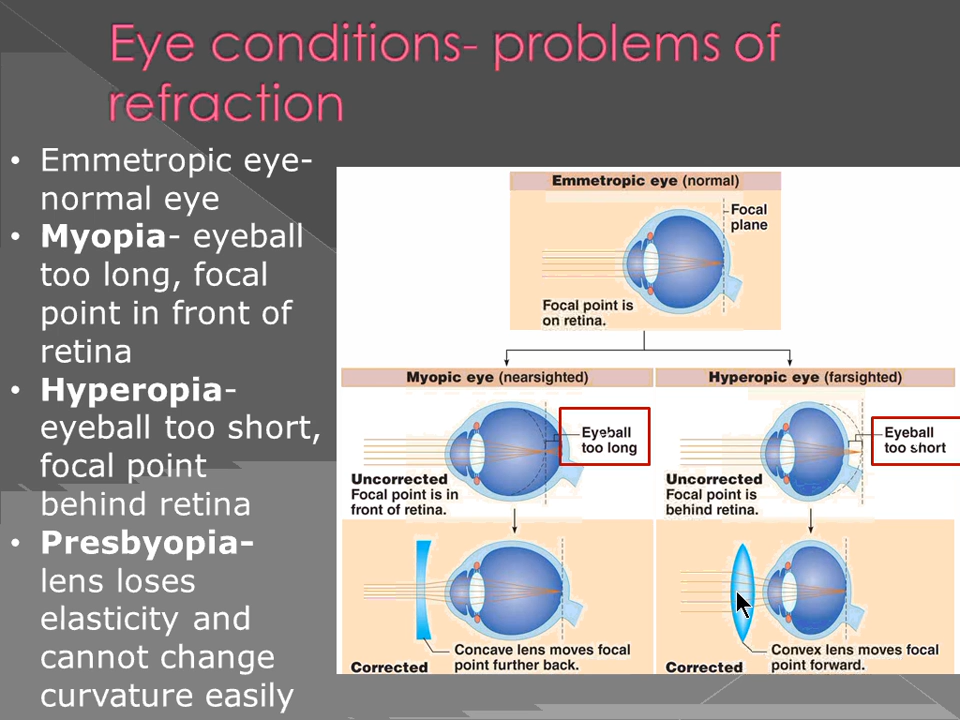 Eye conditions- problems of
refraction
• Emmetropic eye-
normal eye
• Myopia- eyeball
too long, focal
point in front of
retina
• Hyperopia-
eyeball too short,
focal point
behind retina
• Presbyopia-
lens loses
elasticity and
cannot change
curvature easily
Emmetropic eye (normal)
Focal
plane
Focal point is
on retina.
Myopic eye (nearsighted)
Eyeball
too long
Uncorrected
Focal point is in
front of retina.
Concave lens moves focal
point further back.
Corrected
Hyperopic eye (farsighted)
Eyeball
too short
Uncorrected
Focal point is
behind retina.
Convex lens moves focal
point forward.
Corrected